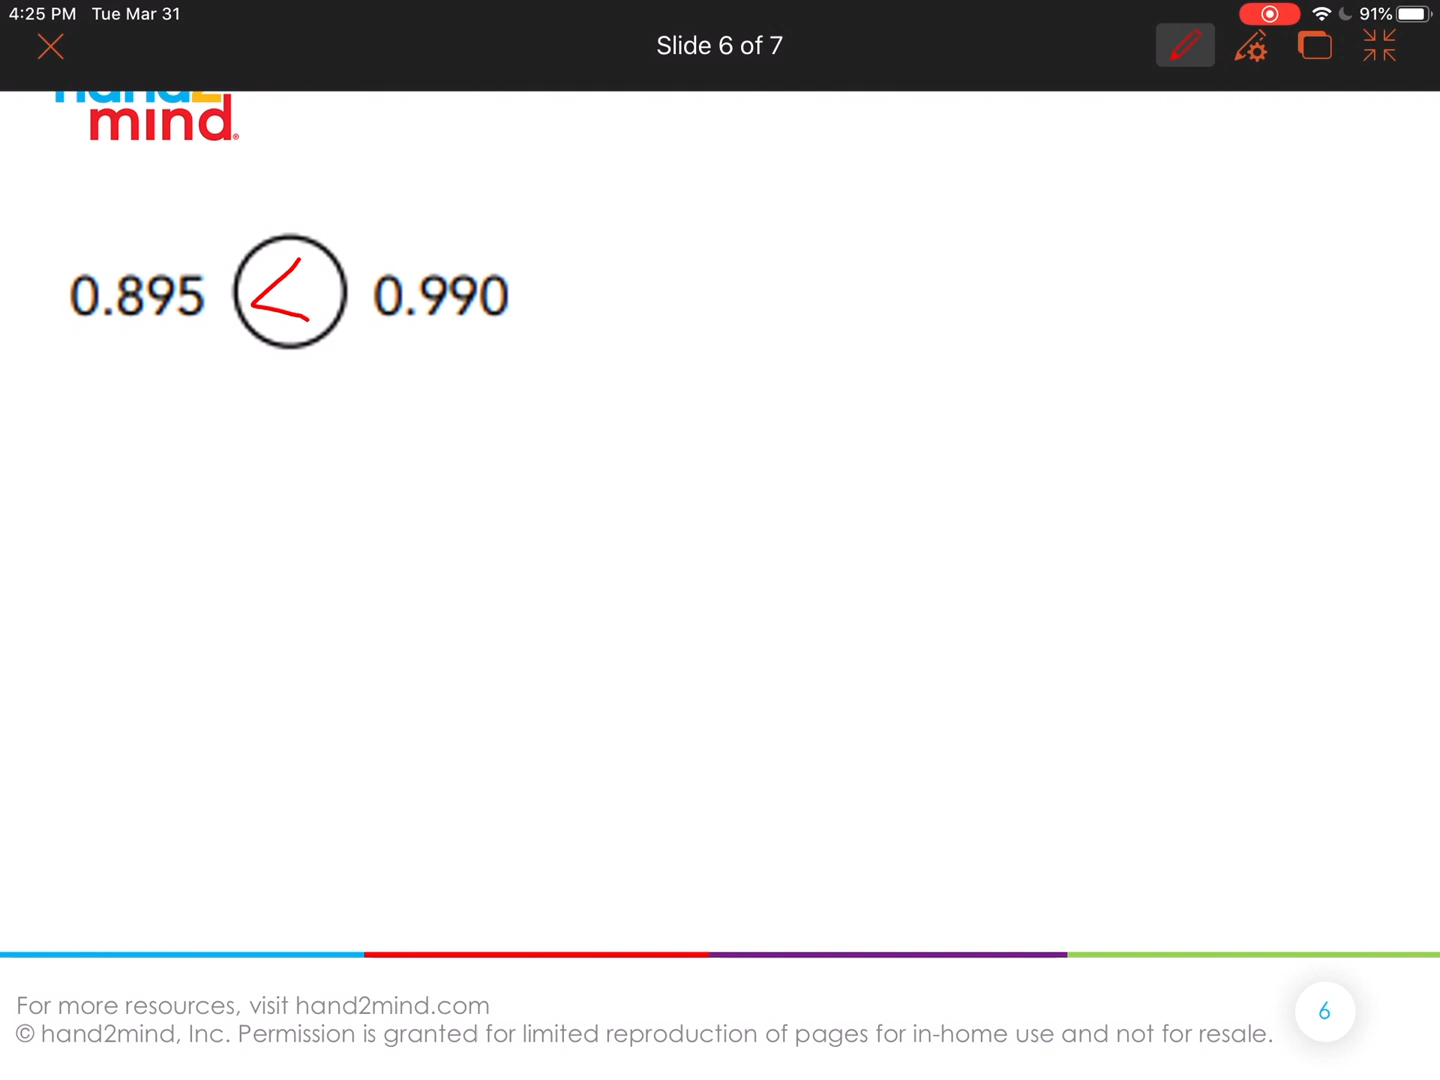 4:25 PM Tue Mar 31
91%
Slide 6 of 7
hand2
mind®
0.895 < 0.990
For more resources, visit hand2mind.com
© hand2mind, Inc. Permission is granted for limited reproduction of pages for in-home use and not for resale.
6